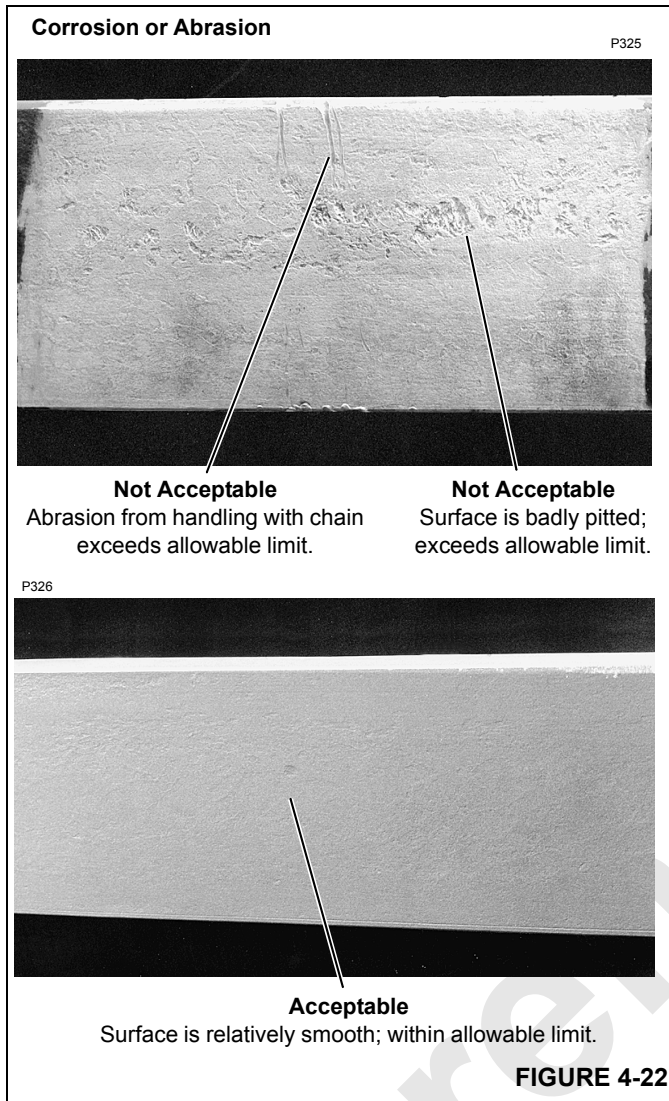 Corrosion or Abrasion
P325
Not Acceptable
Abrasion from handling with chain
exceeds allowable limit.
Not Acceptable
Surface is badly pitted;
exceeds allowable limit.
P326
Acceptable
Surface is relatively smooth; within allowable limit.
FIGURE 4-22